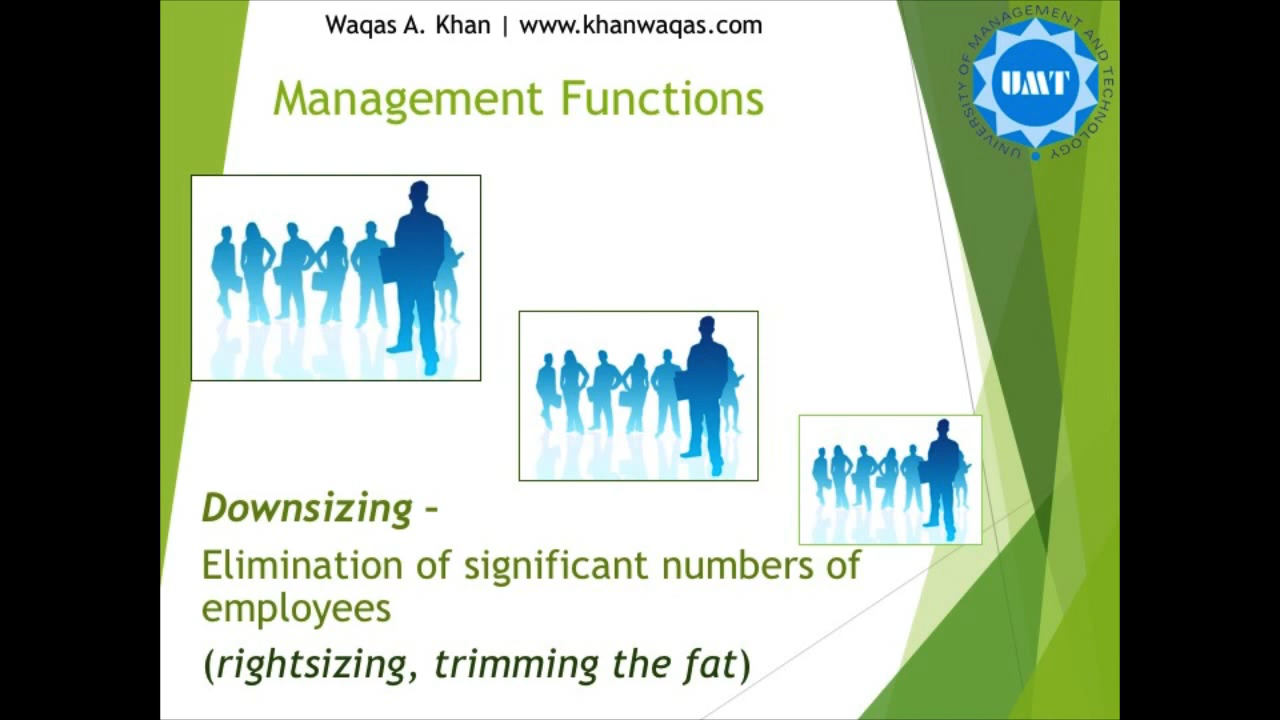 Waqas A. Khan | www.khanwaqas.com
UNIVERSITY OF MANAGEMENT AND TECHNOLOGY
UMT
Management Functions
Downsizing –
Elimination of significant numbers of
employees
(rightsizing, trimming the fat)